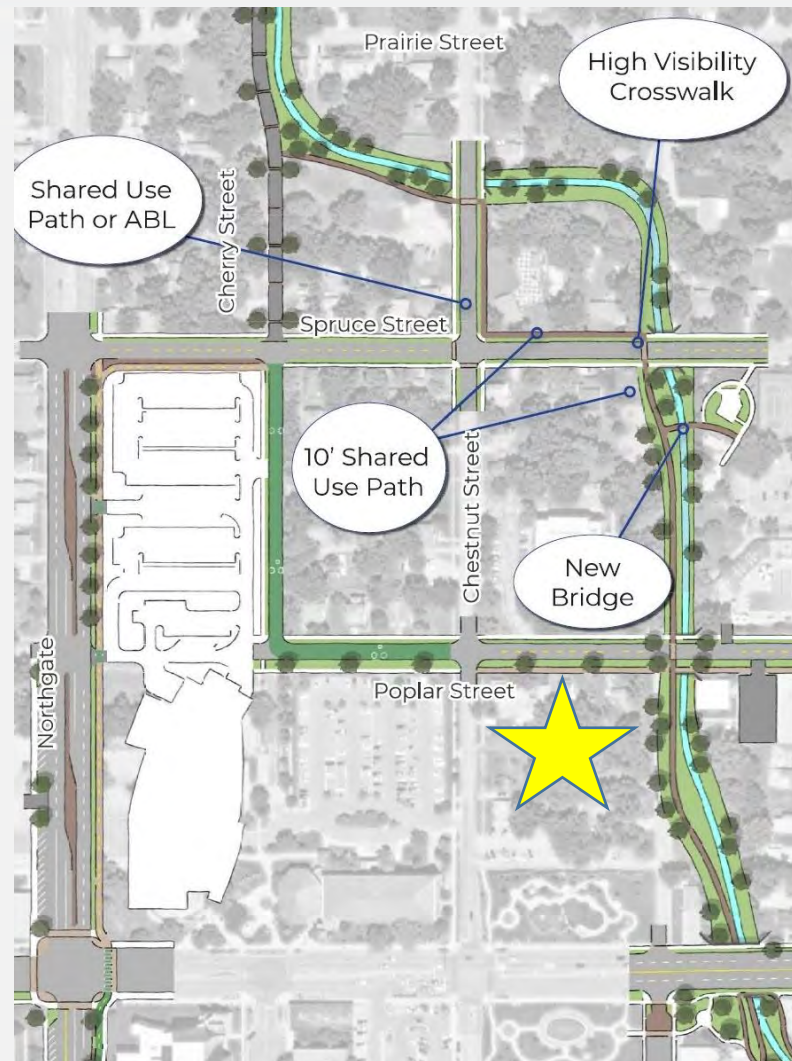 Prairie Street
High Visibility
Crosswalk
Shared Use
Path or ABL
Cherry Street
Spruce Street
10' Shared
Use Path
Chestnut Street
New
Bridge
Northgate
Poplar Street